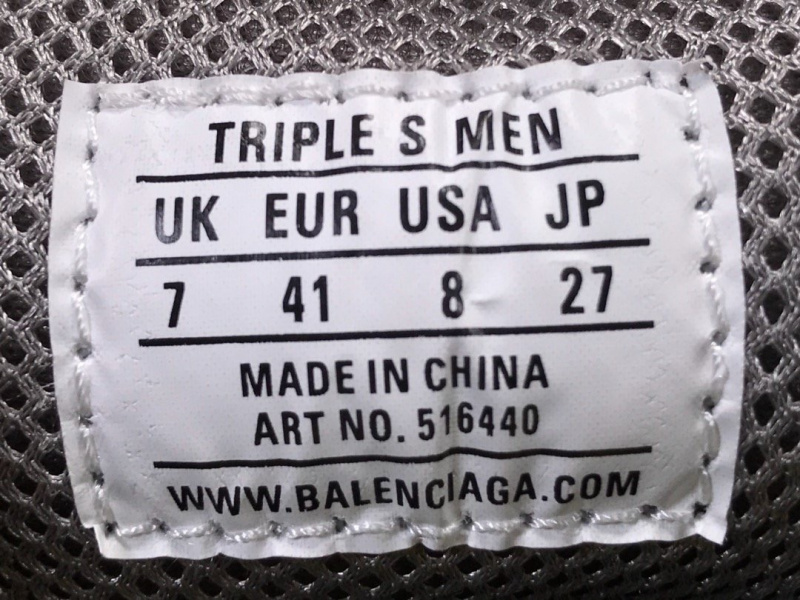 TRIPLE S MEN
UK EUR USA JP
7 41 8 27
MADE IN CHINA
ART NO. 516440
WWW.BALENCIAGA.COM